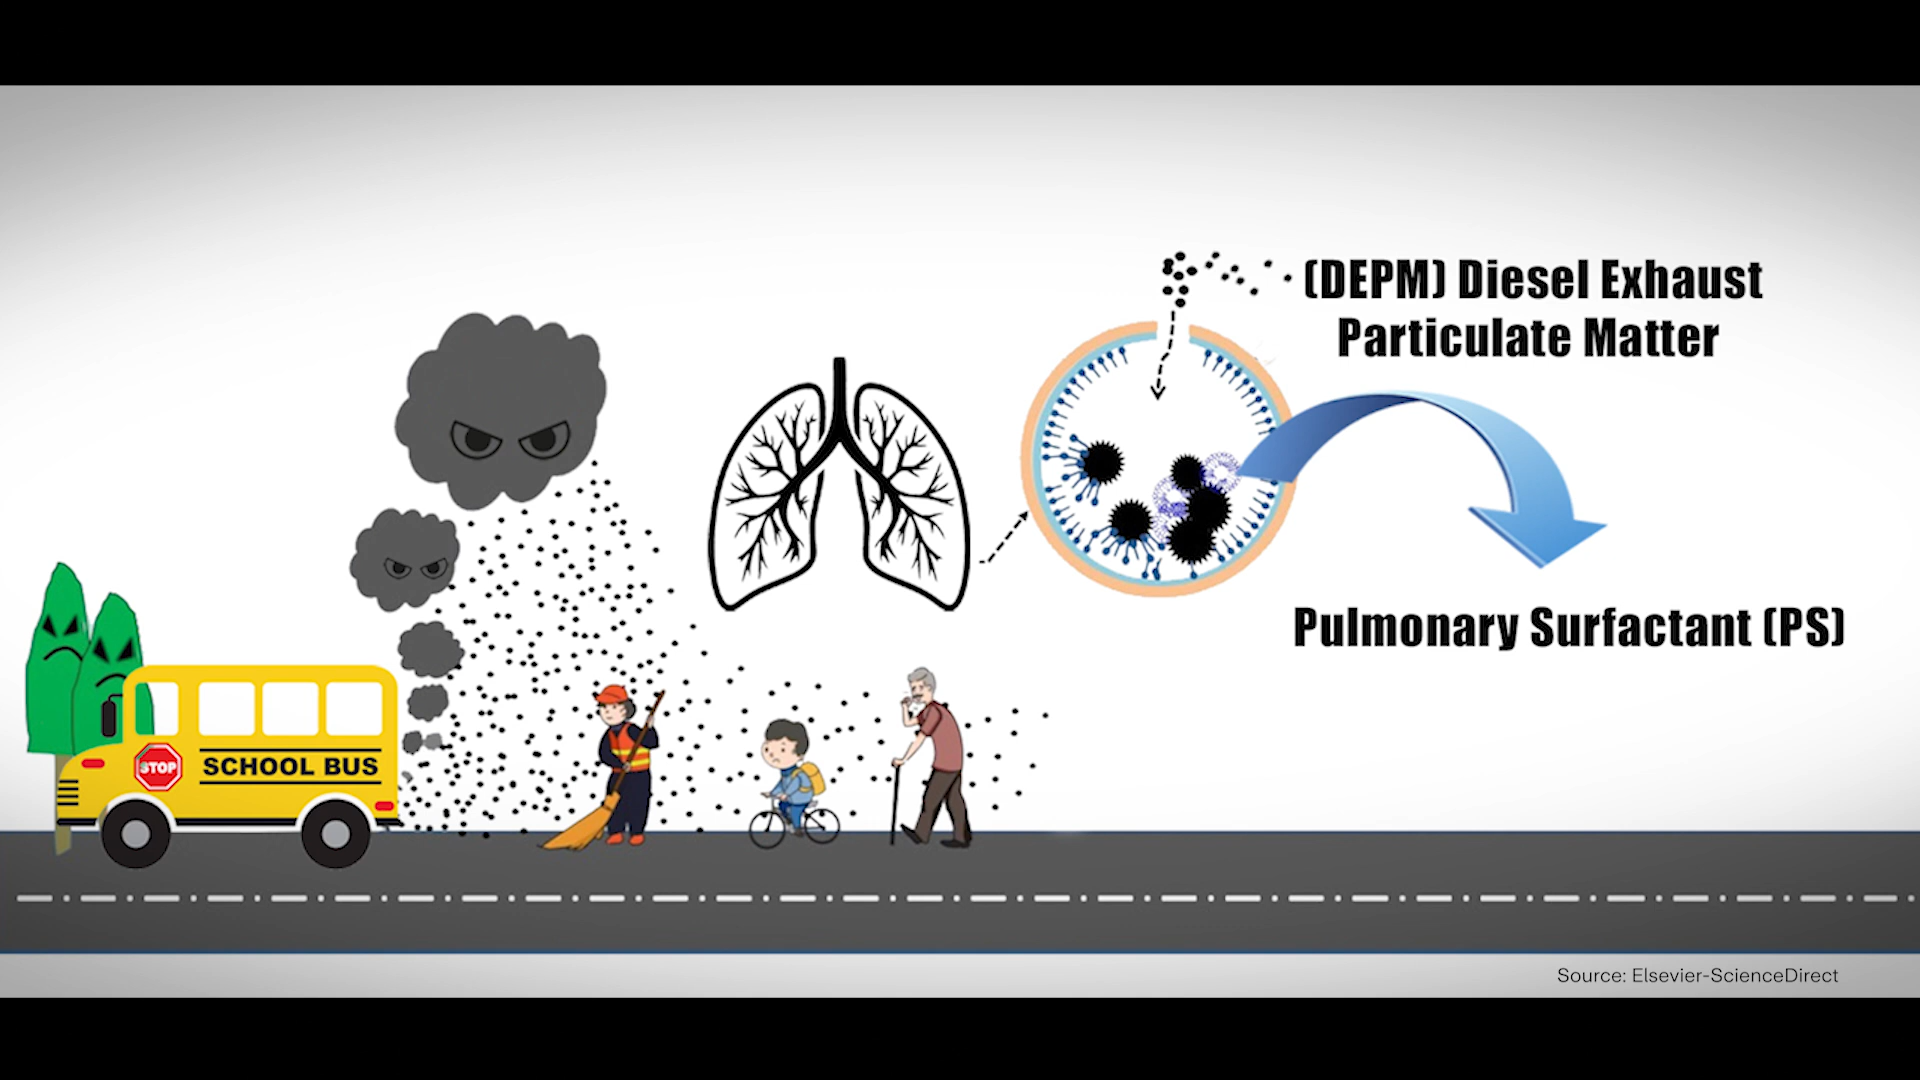 (DEPM) Diesel Exhaust
Particulate Matter
Pulmonary Surfactant (PS)
STOP
SCHOOL BUS
Source: Elsevier-ScienceDirect